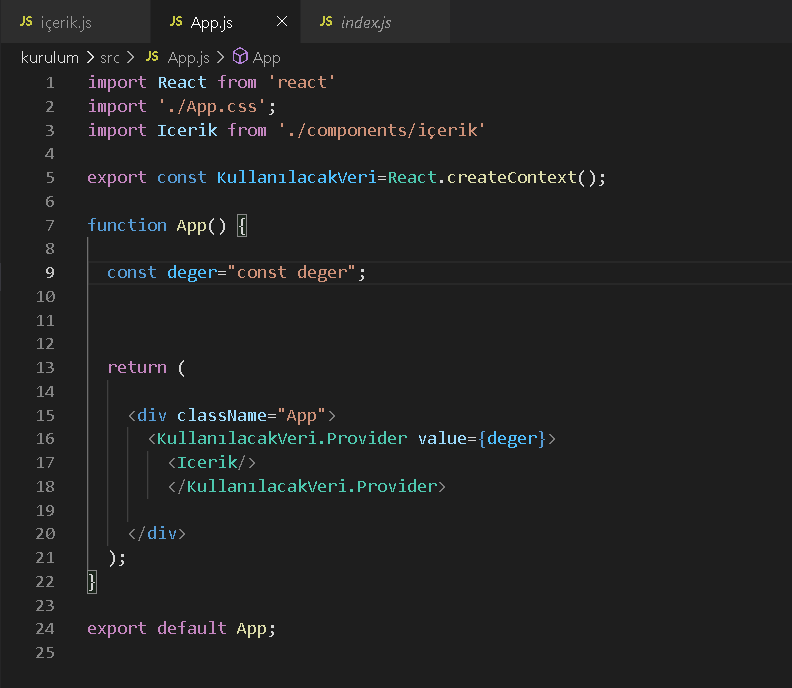 JS içerik.js JS App.js × JS index.js
kurulum > src > JS App.js > App
1 import React from 'react'
2 import './App.css';
3 import Icerik from './components/içerik'
4
5 export const KullanılacakVeri=React.createContext();
6
7 function App() {
8
9 const deger="const deger";
10
11
12
13 return (
14
15 <div className="App">
16 <KullanılacakVeri.Provider value={deger}>
17 <Icerik/>
18 </KullanılacakVeri.Provider>
19
20 </div>
21 );
22 }
23
24 export default App;
25